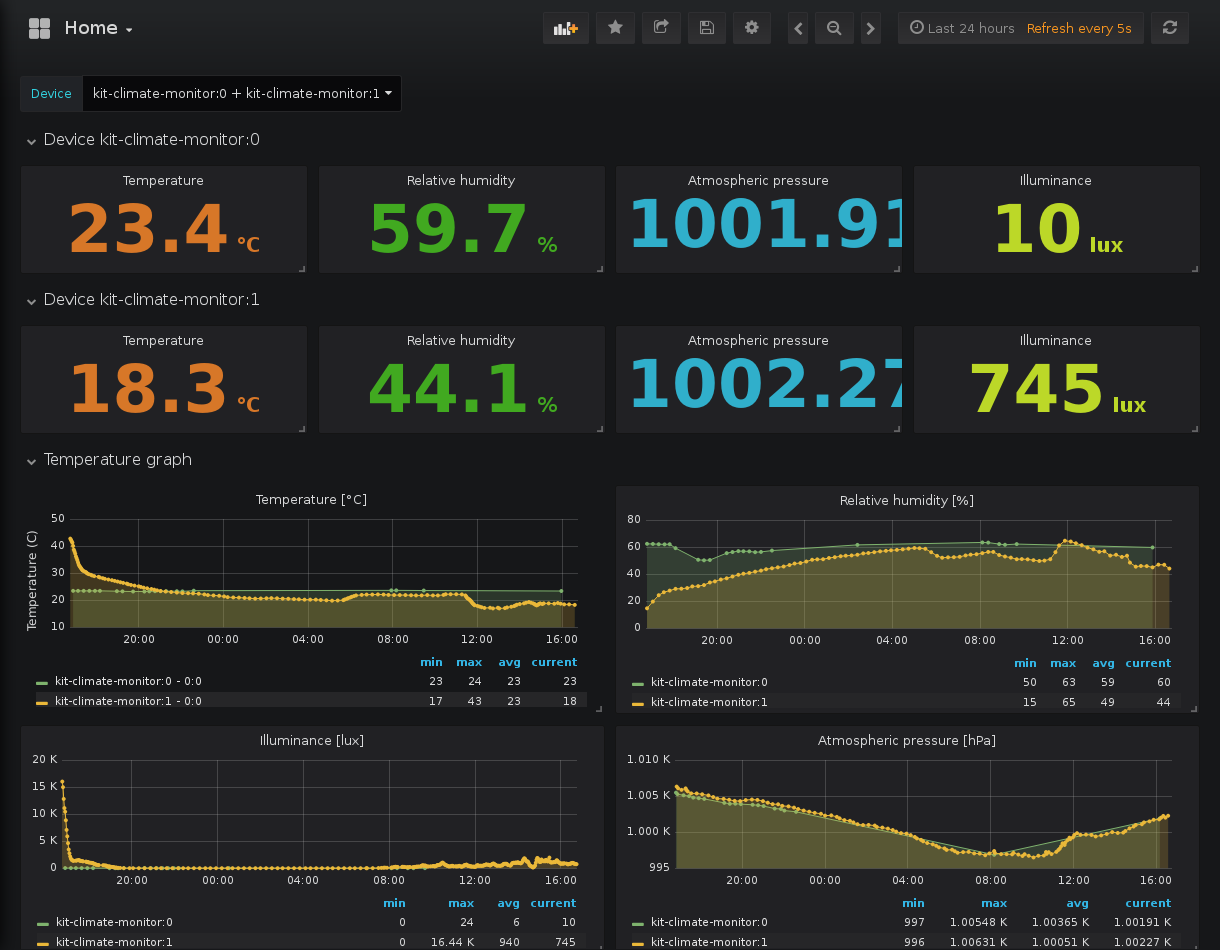 Home
Last 24 hours Refresh every 5s
Device kit-climate-monitor:0 + kit-climate-monitor:1
Device kit-climate-monitor:0
Temperature Relative humidity Atmospheric pressure Illuminance
23.4 °C 59.7 % 1001.91 10 lux
Device kit-climate-monitor:1
Temperature Relative humidity Atmospheric pressure Illuminance
18.3 °C 44.1 % 1002.27 745 lux
Temperature graph
Temperature [°C]
Temperature (C)
50
40
30
20
10
20:00 00:00 04:00 08:00 12:00 16:00
min max avg current
kit-climate-monitor:0 - 0:0 23 24 23 23
kit-climate-monitor:1 - 0:0 17 43 23 18
Relative humidity [%]
80
60
40
20
0
20:00 00:00 04:00 08:00 12:00 16:00
min max avg current
kit-climate-monitor:0 50 63 59 60
kit-climate-monitor:1 15 65 49 44
Illuminance [lux]
20 K
15 K
10 K
5 K
0
20:00 00:00 04:00 08:00 12:00 16:00
min max avg current
kit-climate-monitor:0 0 24 6 10
kit-climate-monitor:1 0 16.44 K 940 745
Atmospheric pressure [hPa]
1.010 K
1.005 K
1.000 K
995
20:00 00:00 04:00 08:00 12:00 16:00
min max avg current
kit-climate-monitor:0 997 1.00548 K 1.00365 K 1.00191 K
kit-climate-monitor:1 996 1.00631 K 1.00051 K 1.00227 K